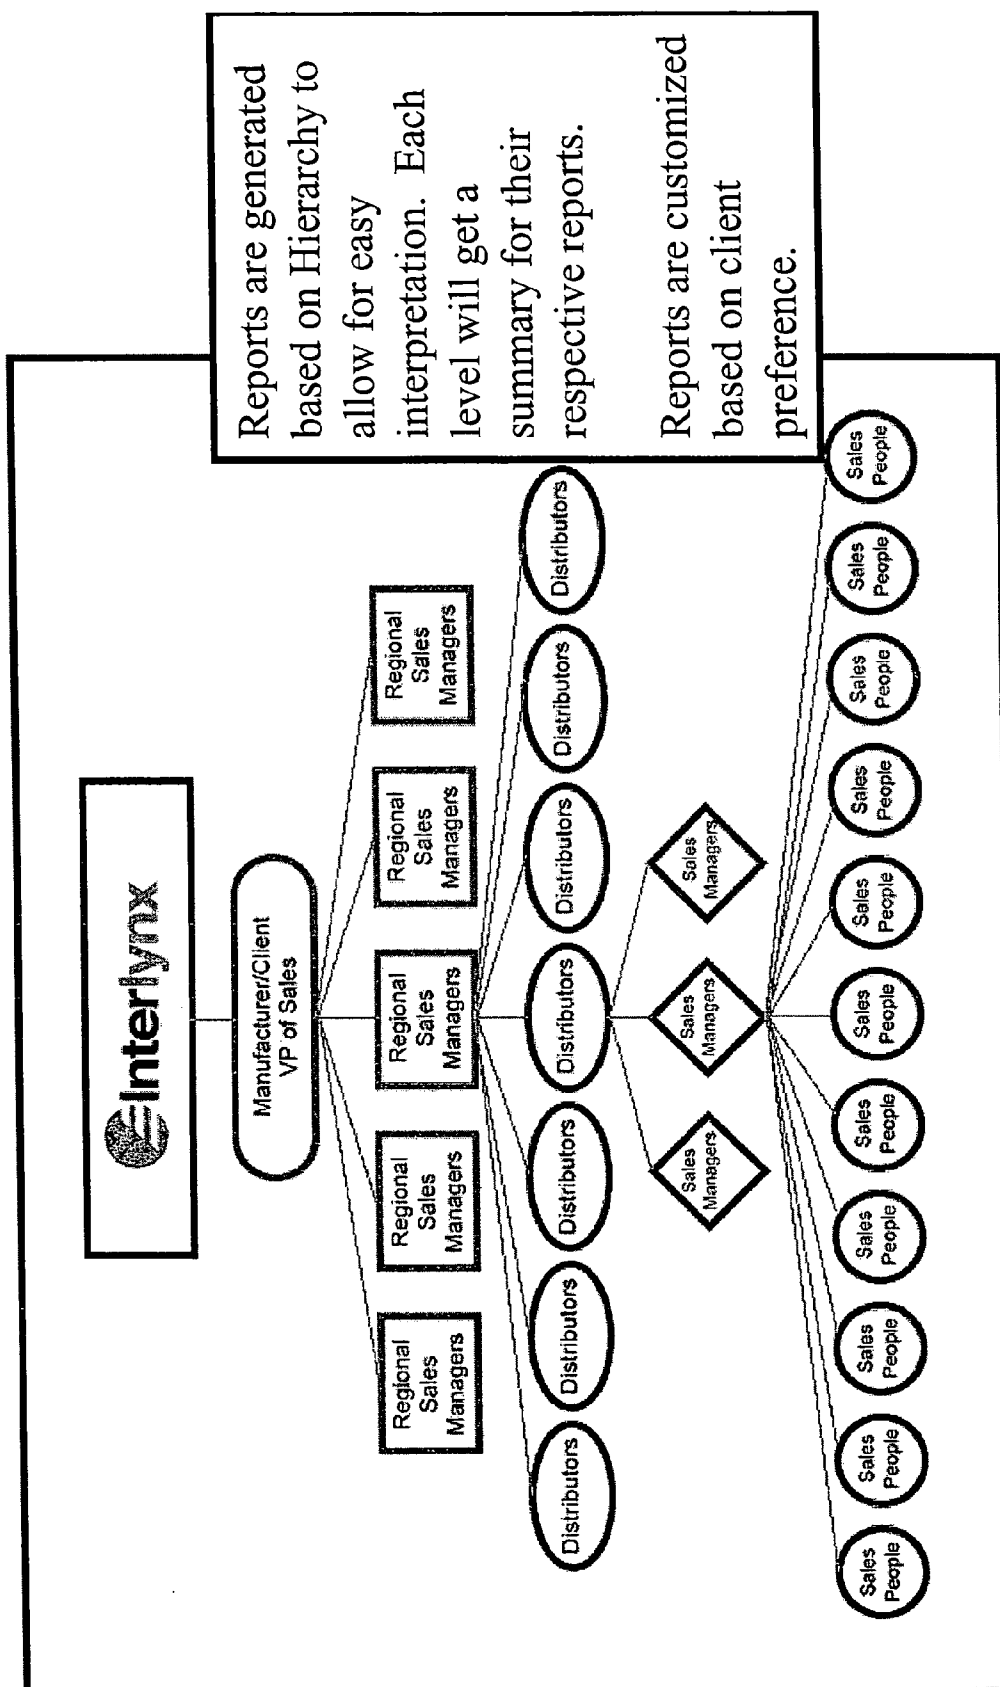 Interlynx
Manufacturer/Client
VP of Sales
Regional
Sales
Managers
Regional
Sales
Managers
Regional
Sales
Managers
Regional
Sales
Managers
Regional
Sales
Managers
Distributors
Distributors
Distributors
Distributors
Distributors
Distributors
Distributors
Sales
Managers
Sales
Managers
Sales
Managers
Sales
People
Sales
People
Sales
People
Sales
People
Sales
People
Sales
People
Sales
People
Sales
People
Sales
People
Sales
People
Sales
People
Reports are generated
based on Hierarchy to
allow for easy
interpretation. Each
level will get a
summary for their
respective reports.
Reports are customized
based on client
preference.